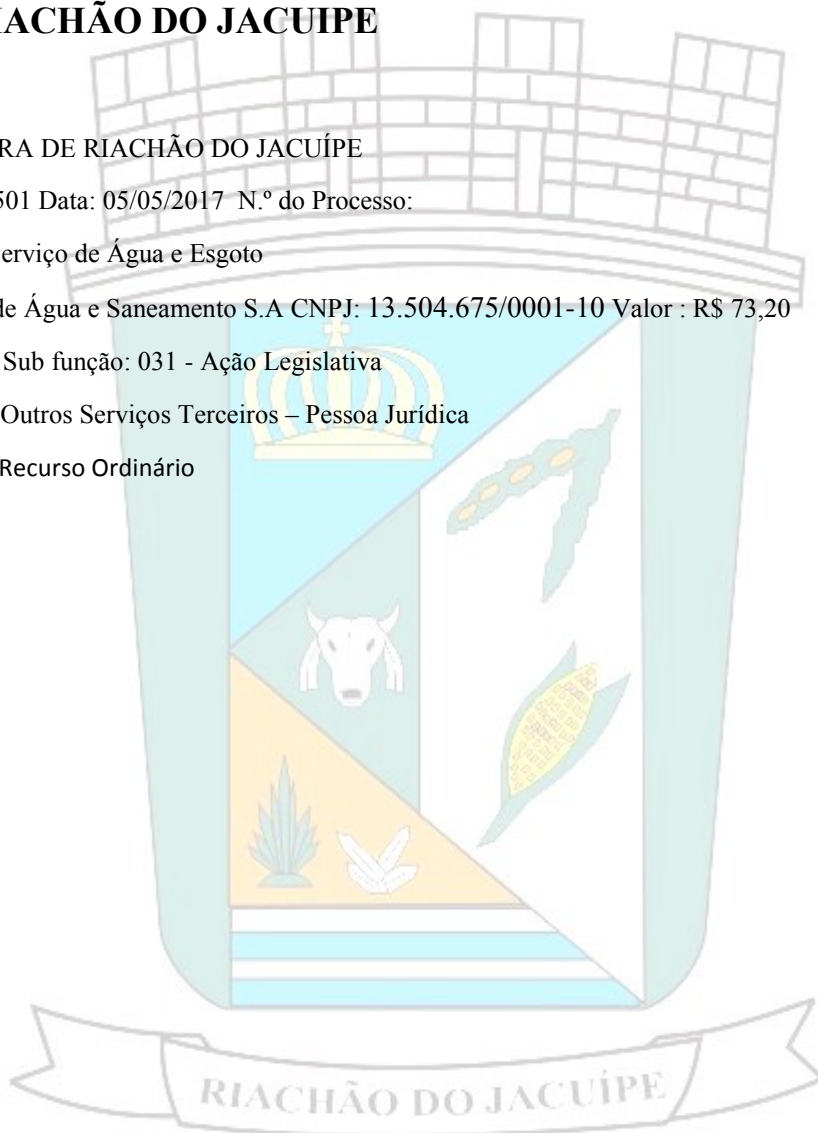 IACHÃO DO JACUIPE
RA DE RIACHÃO DO JACUÍPE
501 Data: 05/05/2017 N.º do Processo:
erviço de Água e Esgoto
de Água e Saneamento S.A CNPJ: 13.504.675/0001-10 Valor : R$ 73,20
Sub função: 031 - Ação Legislativa
Outros Serviços Terceiros – Pessoa Jurídica
Recurso Ordinário
RIACHÃO DO JACUÍPE